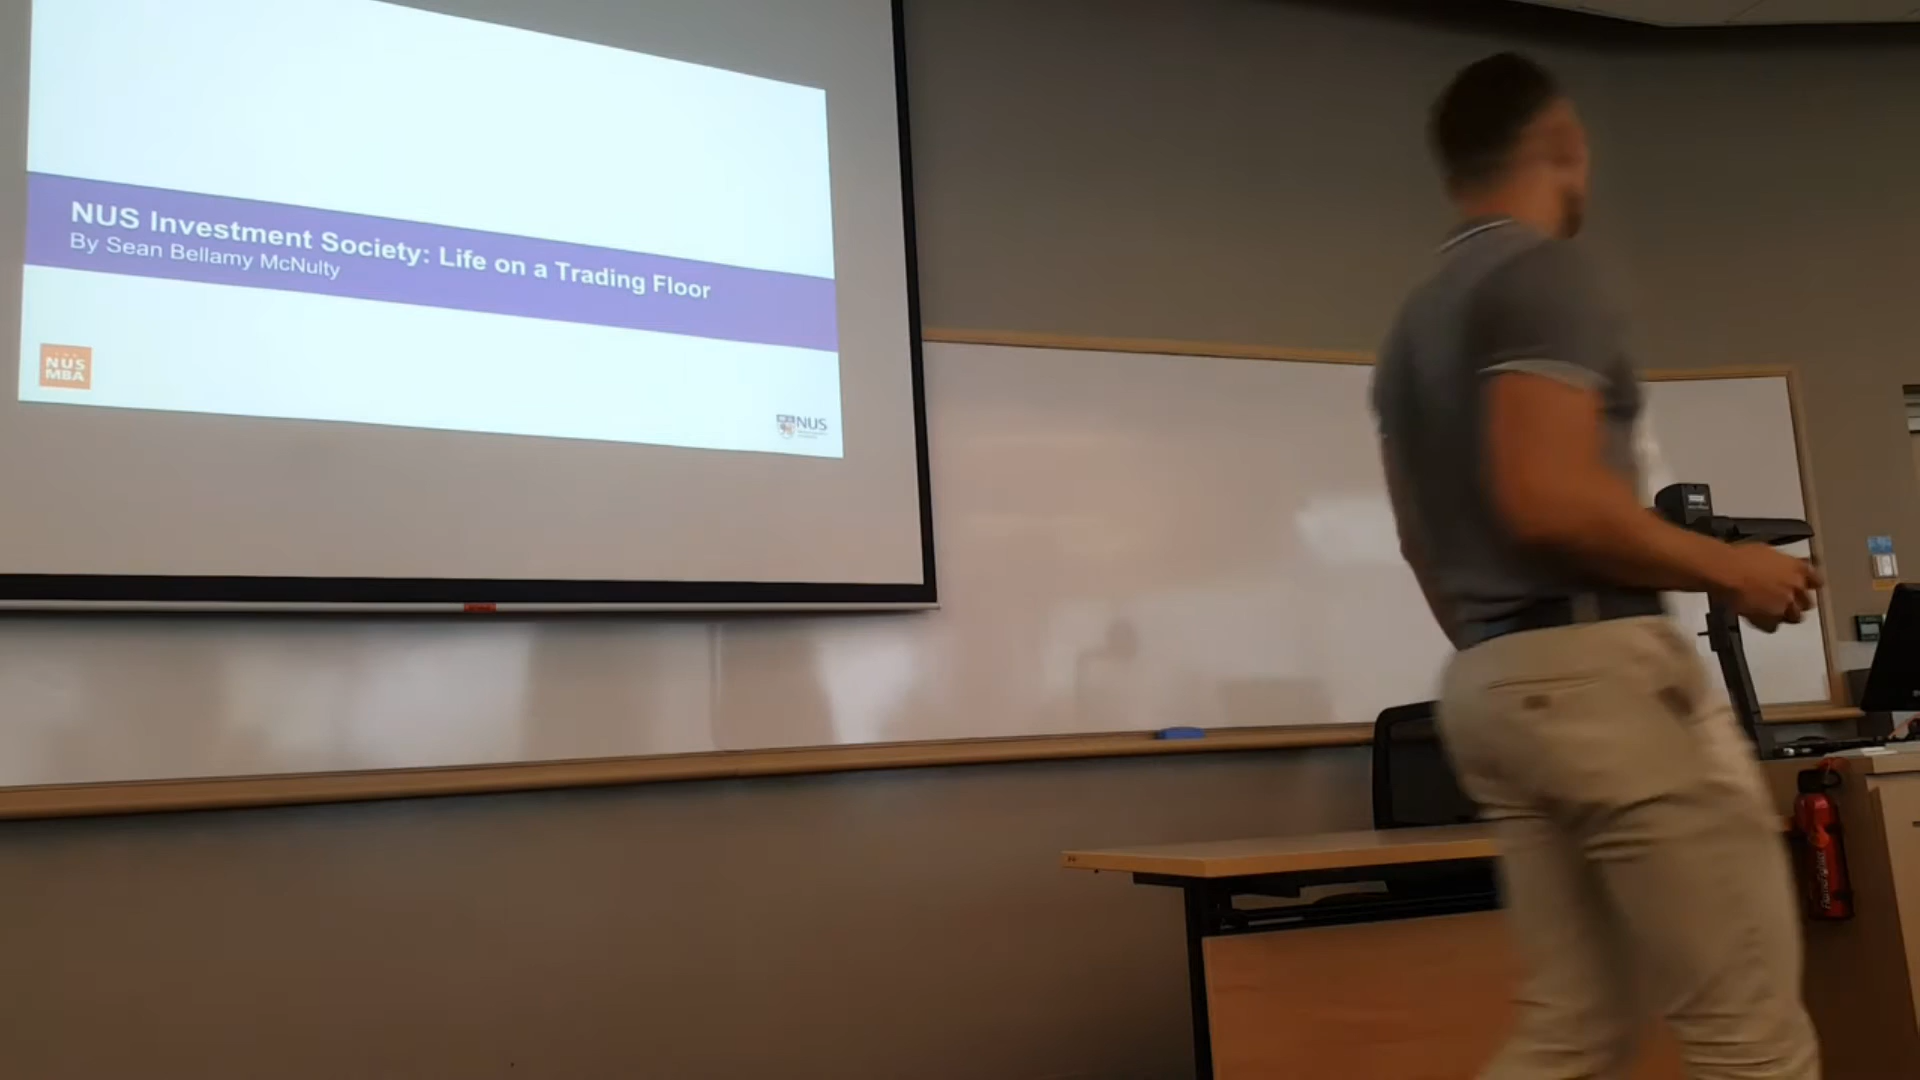 NUS Investment Society: Life on a Trading Floor
By Sean Bellamy McNulty
NUS
MBA
NUS